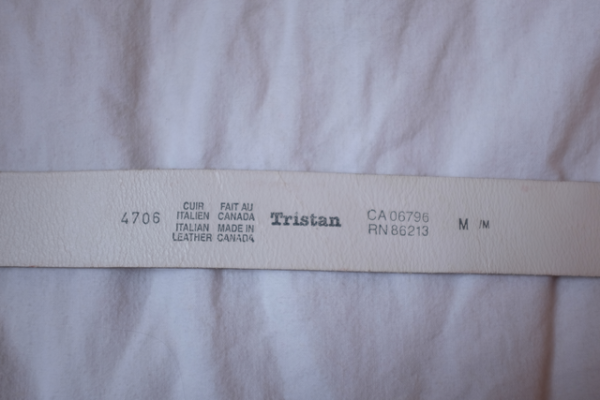 4706
CUIR
ITALIEN
ITALIAN
LEATHER
FAIT AU
CANADA
MADE IN
CANADA
Tristan
CA 06796
RN 86213
M /M